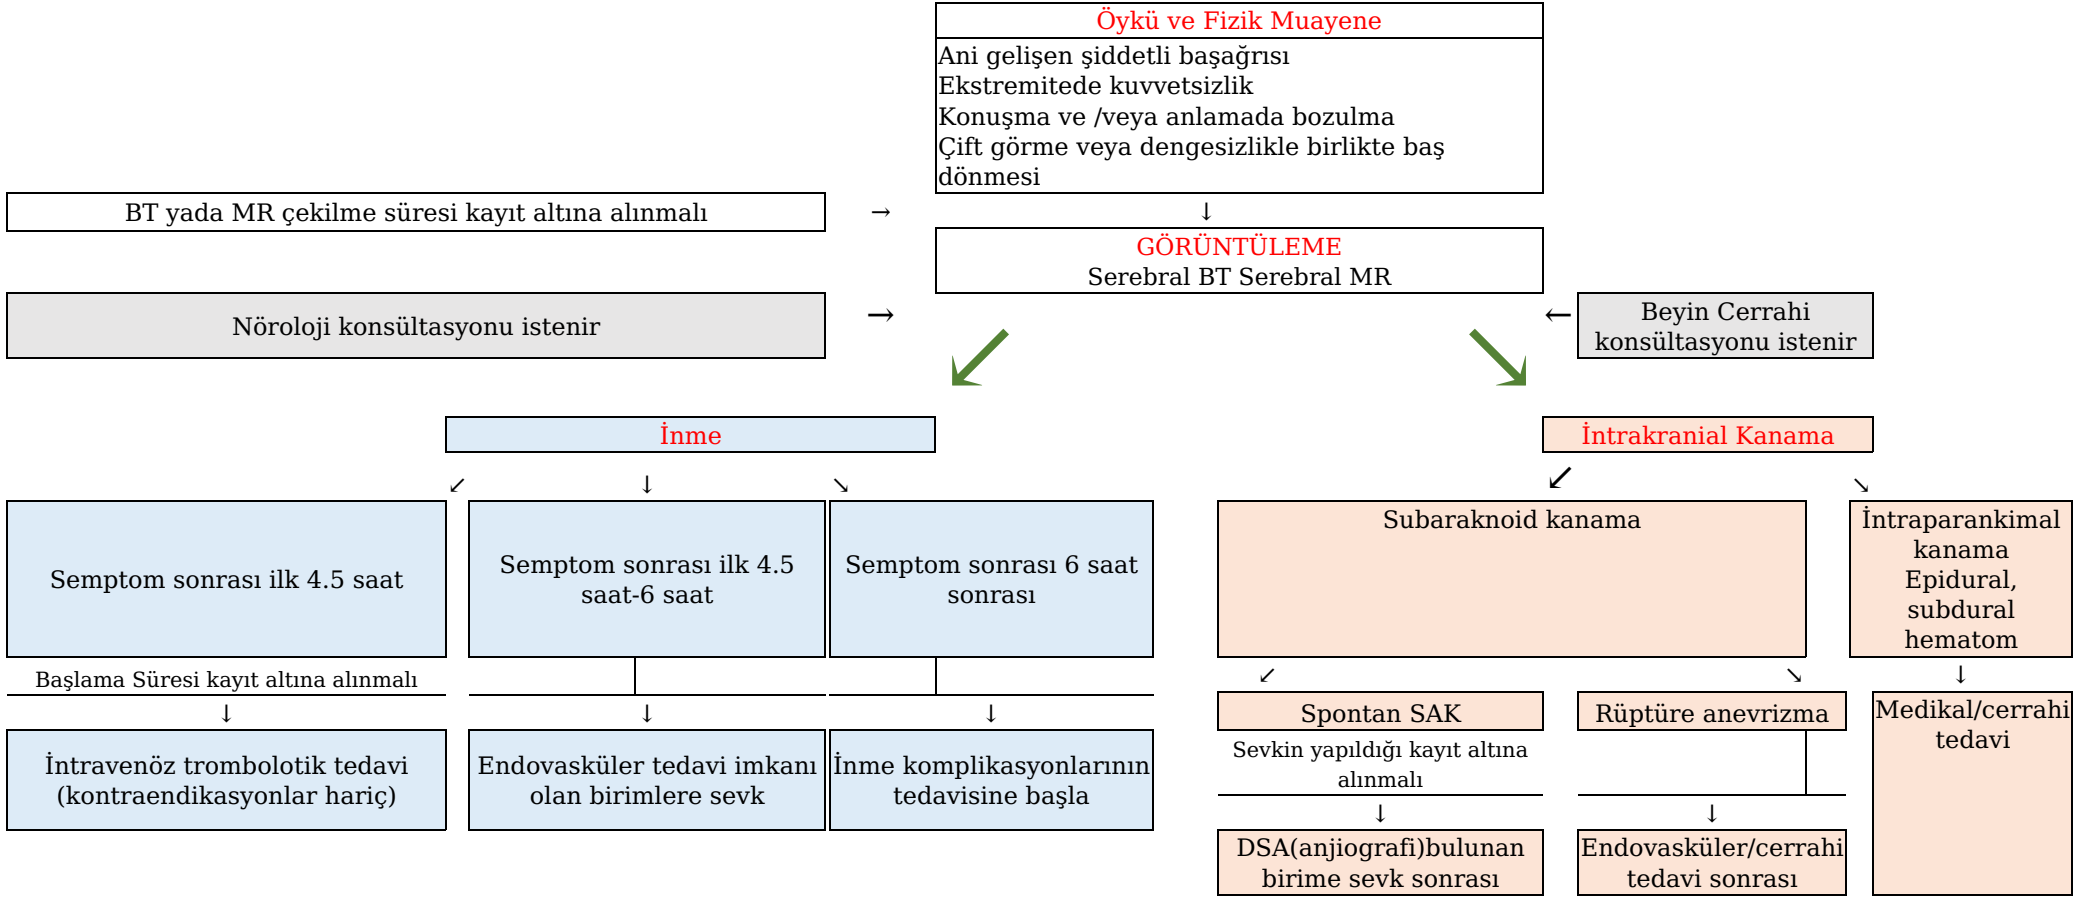 Öykü ve Fizik Muayene
Ani gelişen şiddetli başağrısı
Ekstremitede kuvvetsizlik
Konuşma ve /veya anlamada bozulma
Çift görme veya dengesizlikle birlikte baş
dönmesi
BT yada MR çekilme süresi kayıt altına alınmalı
→
↓
GÖRÜNTÜLEME
Serebral BT Serebral MR
Nöroloji konsültasyonu istenir
→
←
Beyin Cerrahi
konsültasyonu istenir
İnme
İntrakranial Kanama
↙
↓
↘
↙
↘
Semptom sonrası ilk 4.5 saat
Semptom sonrası ilk 4.5
saat-6 saat
Semptom sonrası 6 saat
sonrası
Subaraknoid kanama
İntraparankimal
kanama
Epidural,
subdural
hematom
Başlama Süresi kayıt altına alınmalı
↙
↘
↓
↓
↓
↓
Spontan SAK
Rüptüre anevrizma
Medikal/cerrahi
tedavi
İntravenöz trombolotik tedavi
(kontraendikasyonlar hariç)
Endovasküler tedavi imkanı
olan birimlere sevk
İnme komplikasyonlarının
tedavisine başla
Sevkin yapıldığı kayıt altına
alınmalı
↓
↓
DSA(anjiografi)bulunan
birime sevk sonrası
Endovasküler/cerrahi
tedavi sonrası